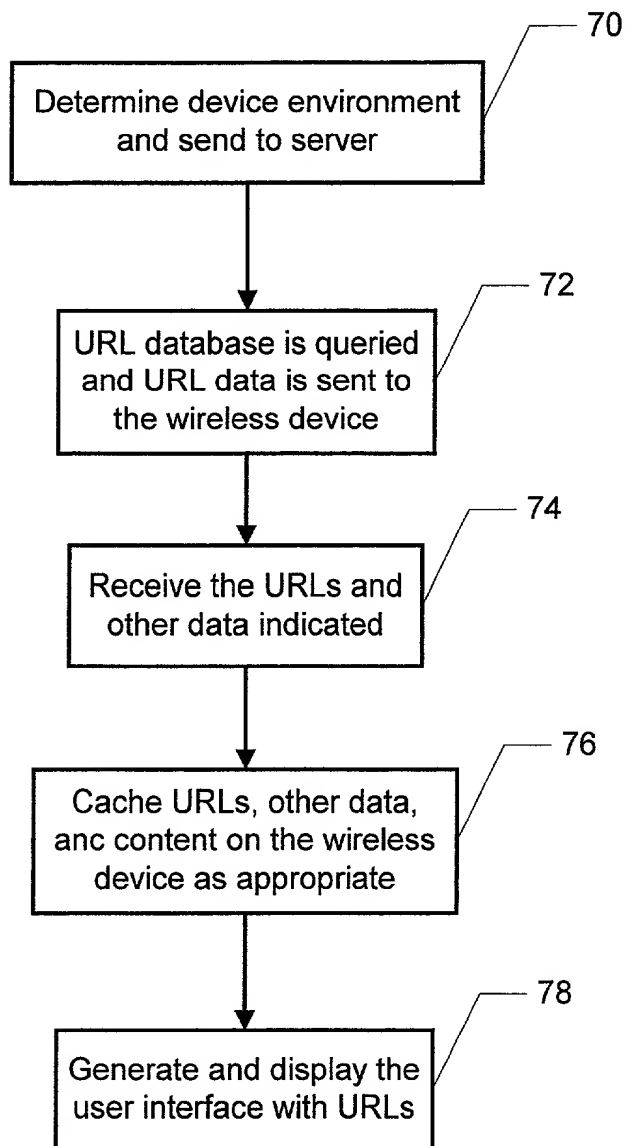 70
Determine device environment
and send to server
72
URL database is queried
and URL data is sent to
the wireless device
74
Receive the URLs and
other data indicated
76
Cache URLs, other data,
anc content on the wireless
device as appropriate
78
Generate and display the
user interface with URLs